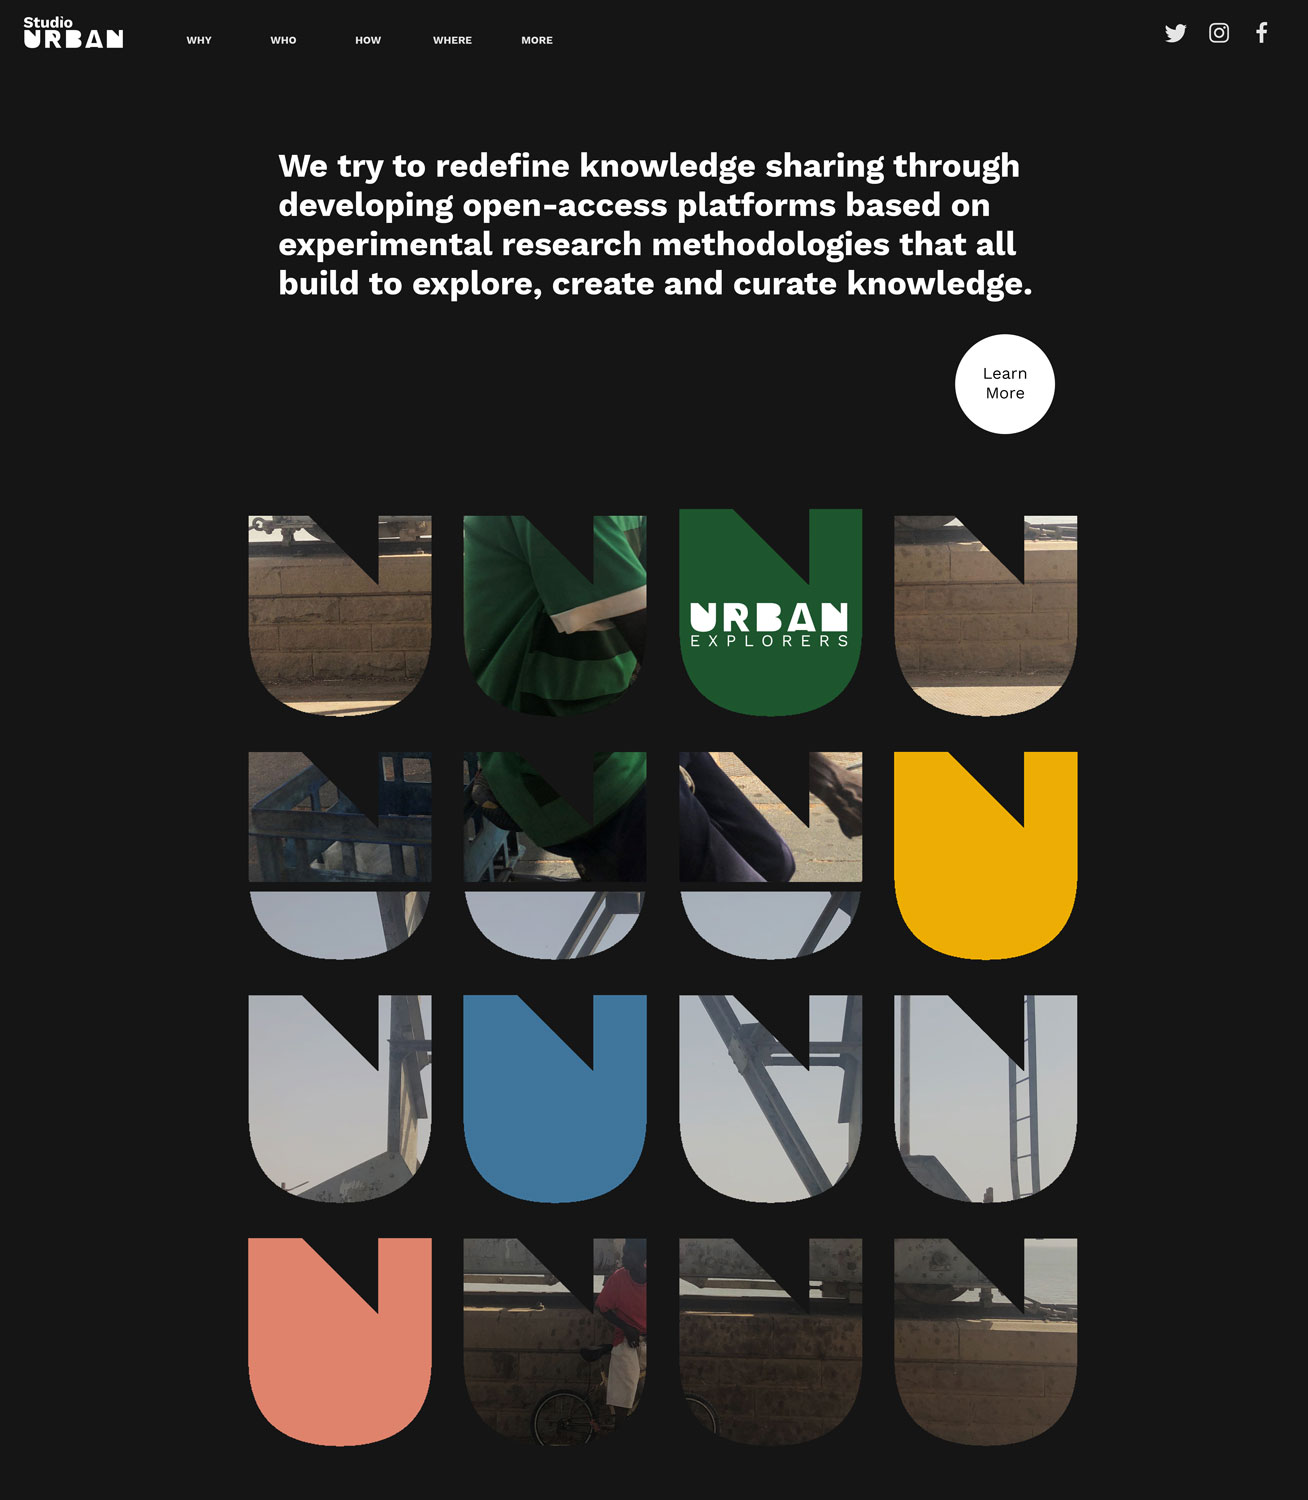 Studio
URBAN
WHY WHO HOW WHERE MORE
We try to redefine knowledge sharing through
developing open-access platforms based on
experimental research methodologies that all
build to explore, create and curate knowledge.
Learn
More
URBAN
EXPLORERS